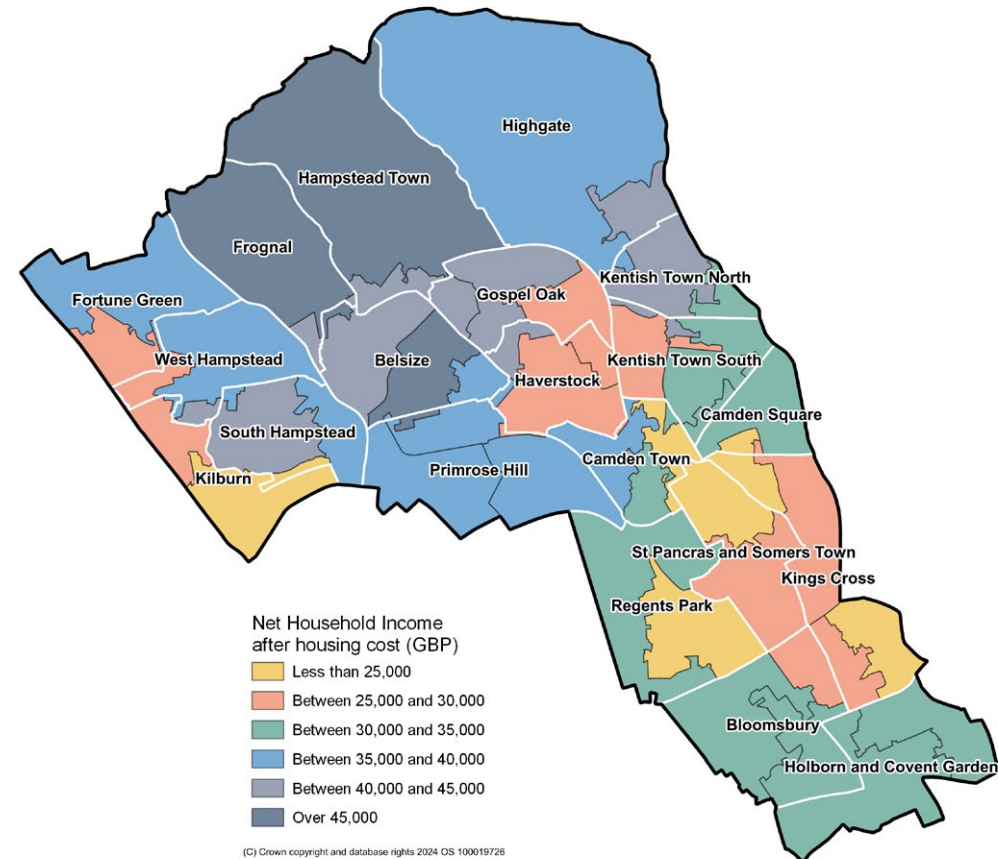 Highgate
Hampstead Town
Frognal
Kentish Town North
Gospel Oak
Fortune Green
West Hampstead
Belsize
Kentish Town South
Haverstock
Camden Square
South Hampstead
Camden Town
Primrose Hill
Kilburn
St Pancras and Somers Town
Kings Cross
Regents Park
Bloomsbury
Holborn and Covent Garden
Net Household Income
after housing cost (GBP)
Less than 25,000
Between 25,000 and 30,000
Between 30,000 and 35,000
Between 35,000 and 40,000
Between 40,000 and 45,000
Over 45,000
(C) Crown copyright and database rights 2024 OS 100019726